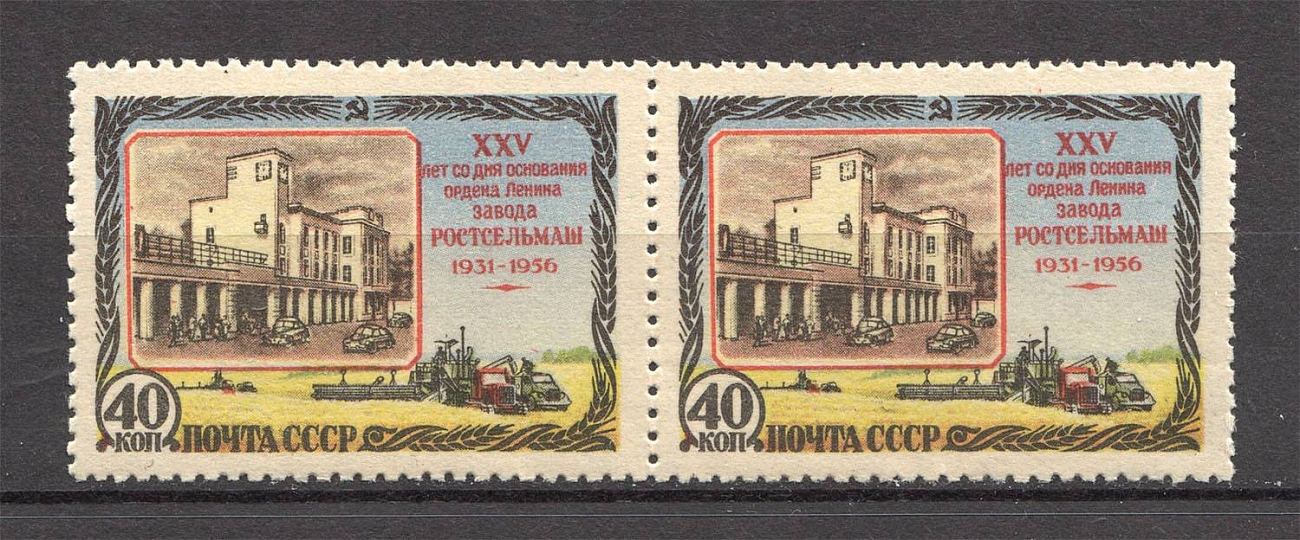 XXV
лет со дня основания
ордена Ленина
завода
РОСТСЕЛЬМАШ
1931-1956
40
КОП
ПОЧТА СССР
XXV
лет со дня основания
ордена Ленина
завода
РОСТСЕЛЬМАШ
1931-1956
40
КОП
ПОЧТА СССР